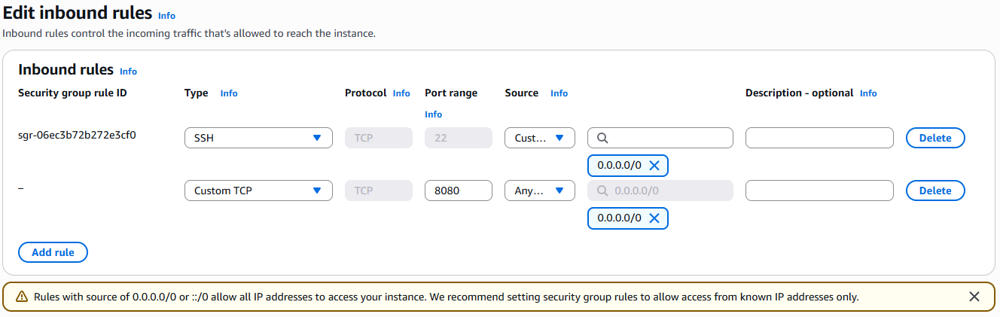 Edit inbound rules Info
Inbound rules control the incoming traffic that's allowed to reach the instance.
Inbound rules Info
Security group rule ID Type Info Protocol Info Port range Info Source Info Description - optional Info
sgr-06ec3b72b272e3cf0 SSH TCP 22 Cust... 0.0.0.0/0 Delete
– Custom TCP TCP 8080 Any... 0.0.0.0/0 Delete
0.0.0.0/0
Add rule
Rules with source of 0.0.0.0/0 or ::/0 allow all IP addresses to access your instance. We recommend setting security group rules to allow access from known IP addresses only.